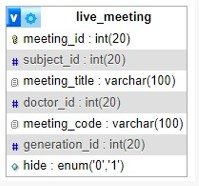 v live_meeting
meeting_id : int(20)
# subject_id : int(20)
meeting_title : varchar(100)
# doctor_id : int(20)
meeting_code : varchar(100)
# generation_id : int(20)
hide : enum('0','1')